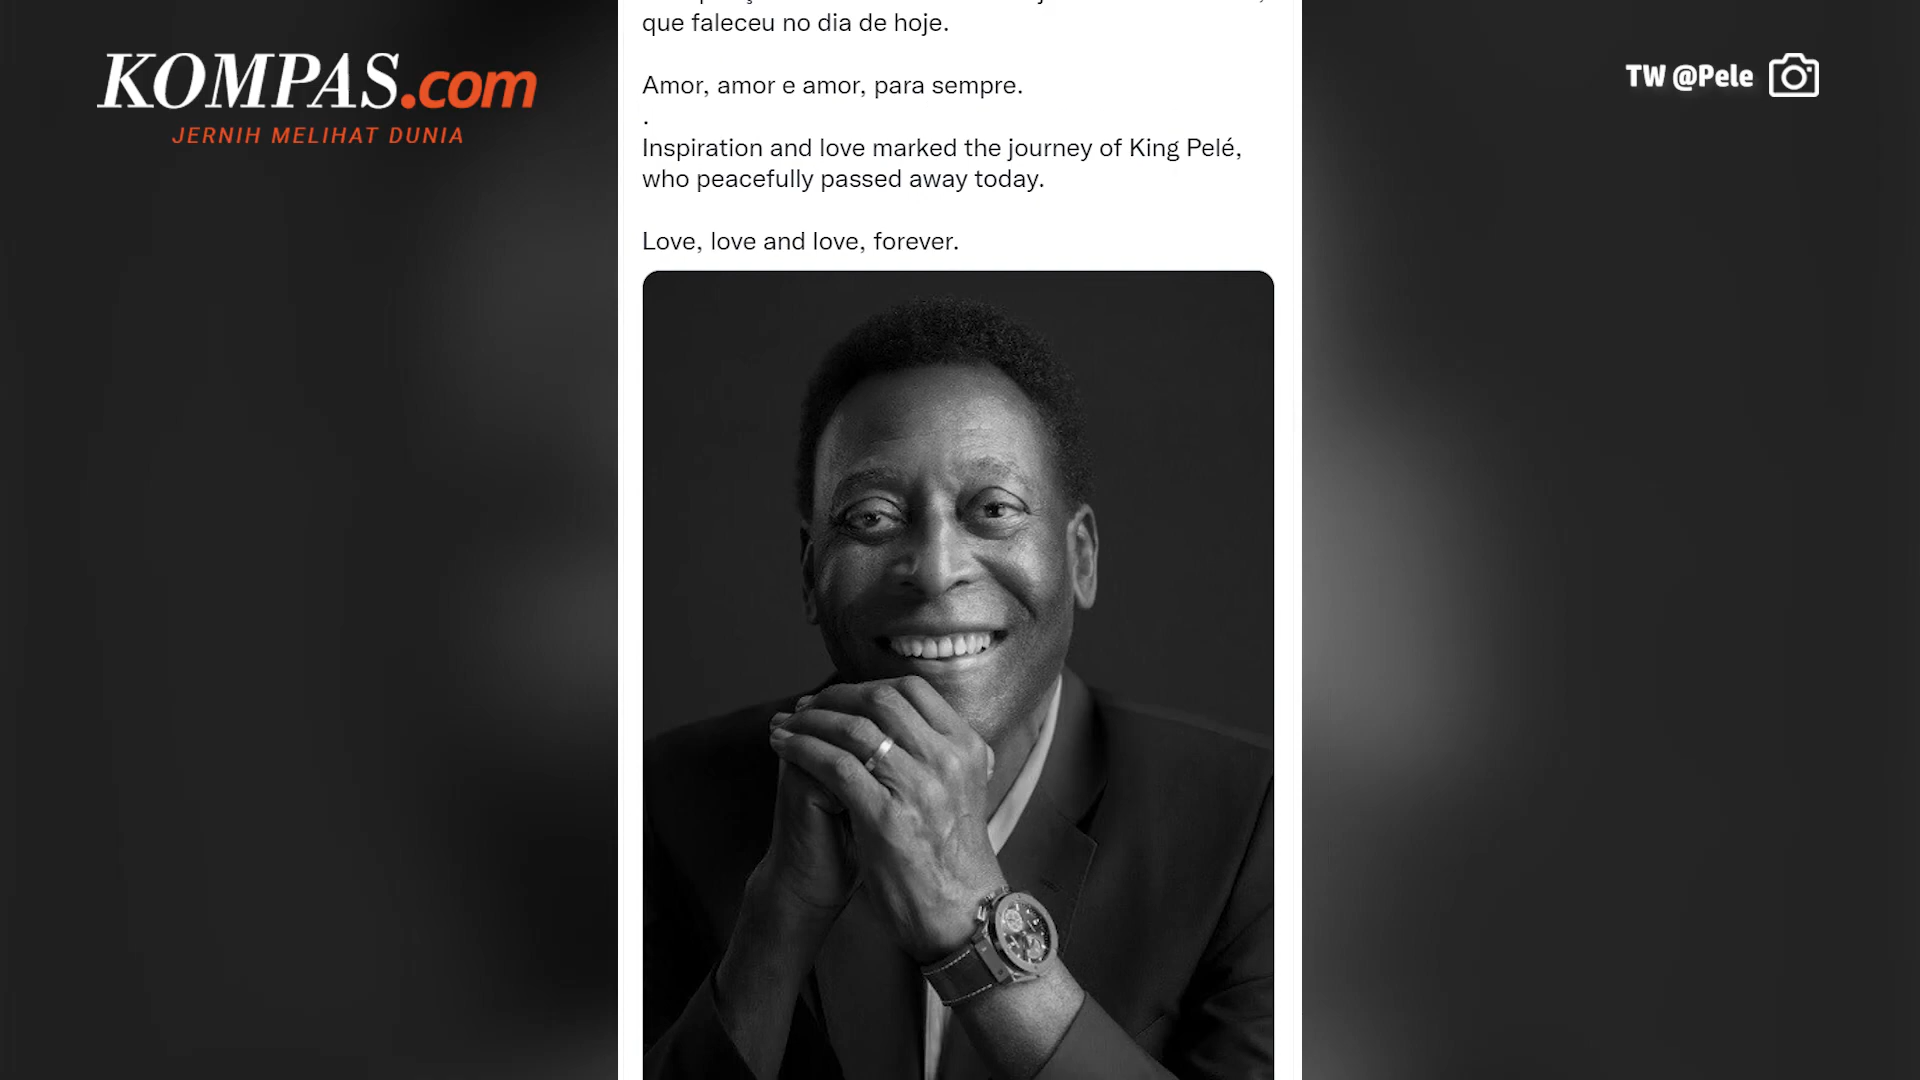 KOMPAS.com
JERNIH MELIHAT DUNIA
TW @Pele
que faleceu no dia de hoje.
Amor, amor e amor, para sempre.
.
Inspiration and love marked the journey of King Pelé,
who peacefully passed away today.
Love, love and love, forever.